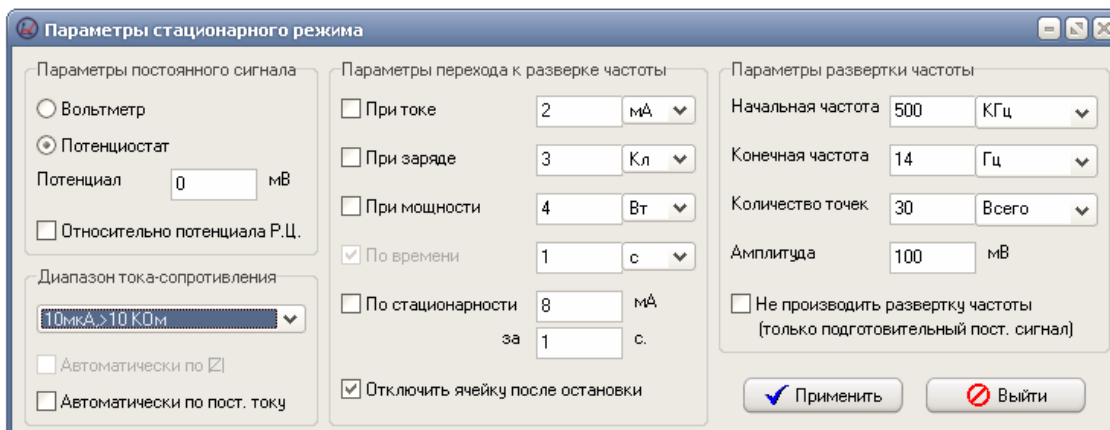 Параметры стационарного режима
Параметры постоянного сигнала
Вольтметр
Потенциостат
Потенциал 0 мВ
Относительно потенциала Р.Ц.
Диапазон тока-сопротивления
10мкА,>10 КОм
Автоматически по |Z|
Автоматически по пост. току
Параметры перехода к разверке частоты
При токе 2 мА
При заряде 3 Кл
При мощности 4 Вт
По времени 1 с
По стационарности 8 мА
за 1 с.
Отключить ячейку после остановки
Параметры развертки частоты
Начальная частота 500 КГц
Конечная частота 14 Гц
Количество точек 30 Всего
Амплитуда 100 мВ
Не производить развертку частоты
(только подготовительный пост. сигнал)
Применить
Выйти